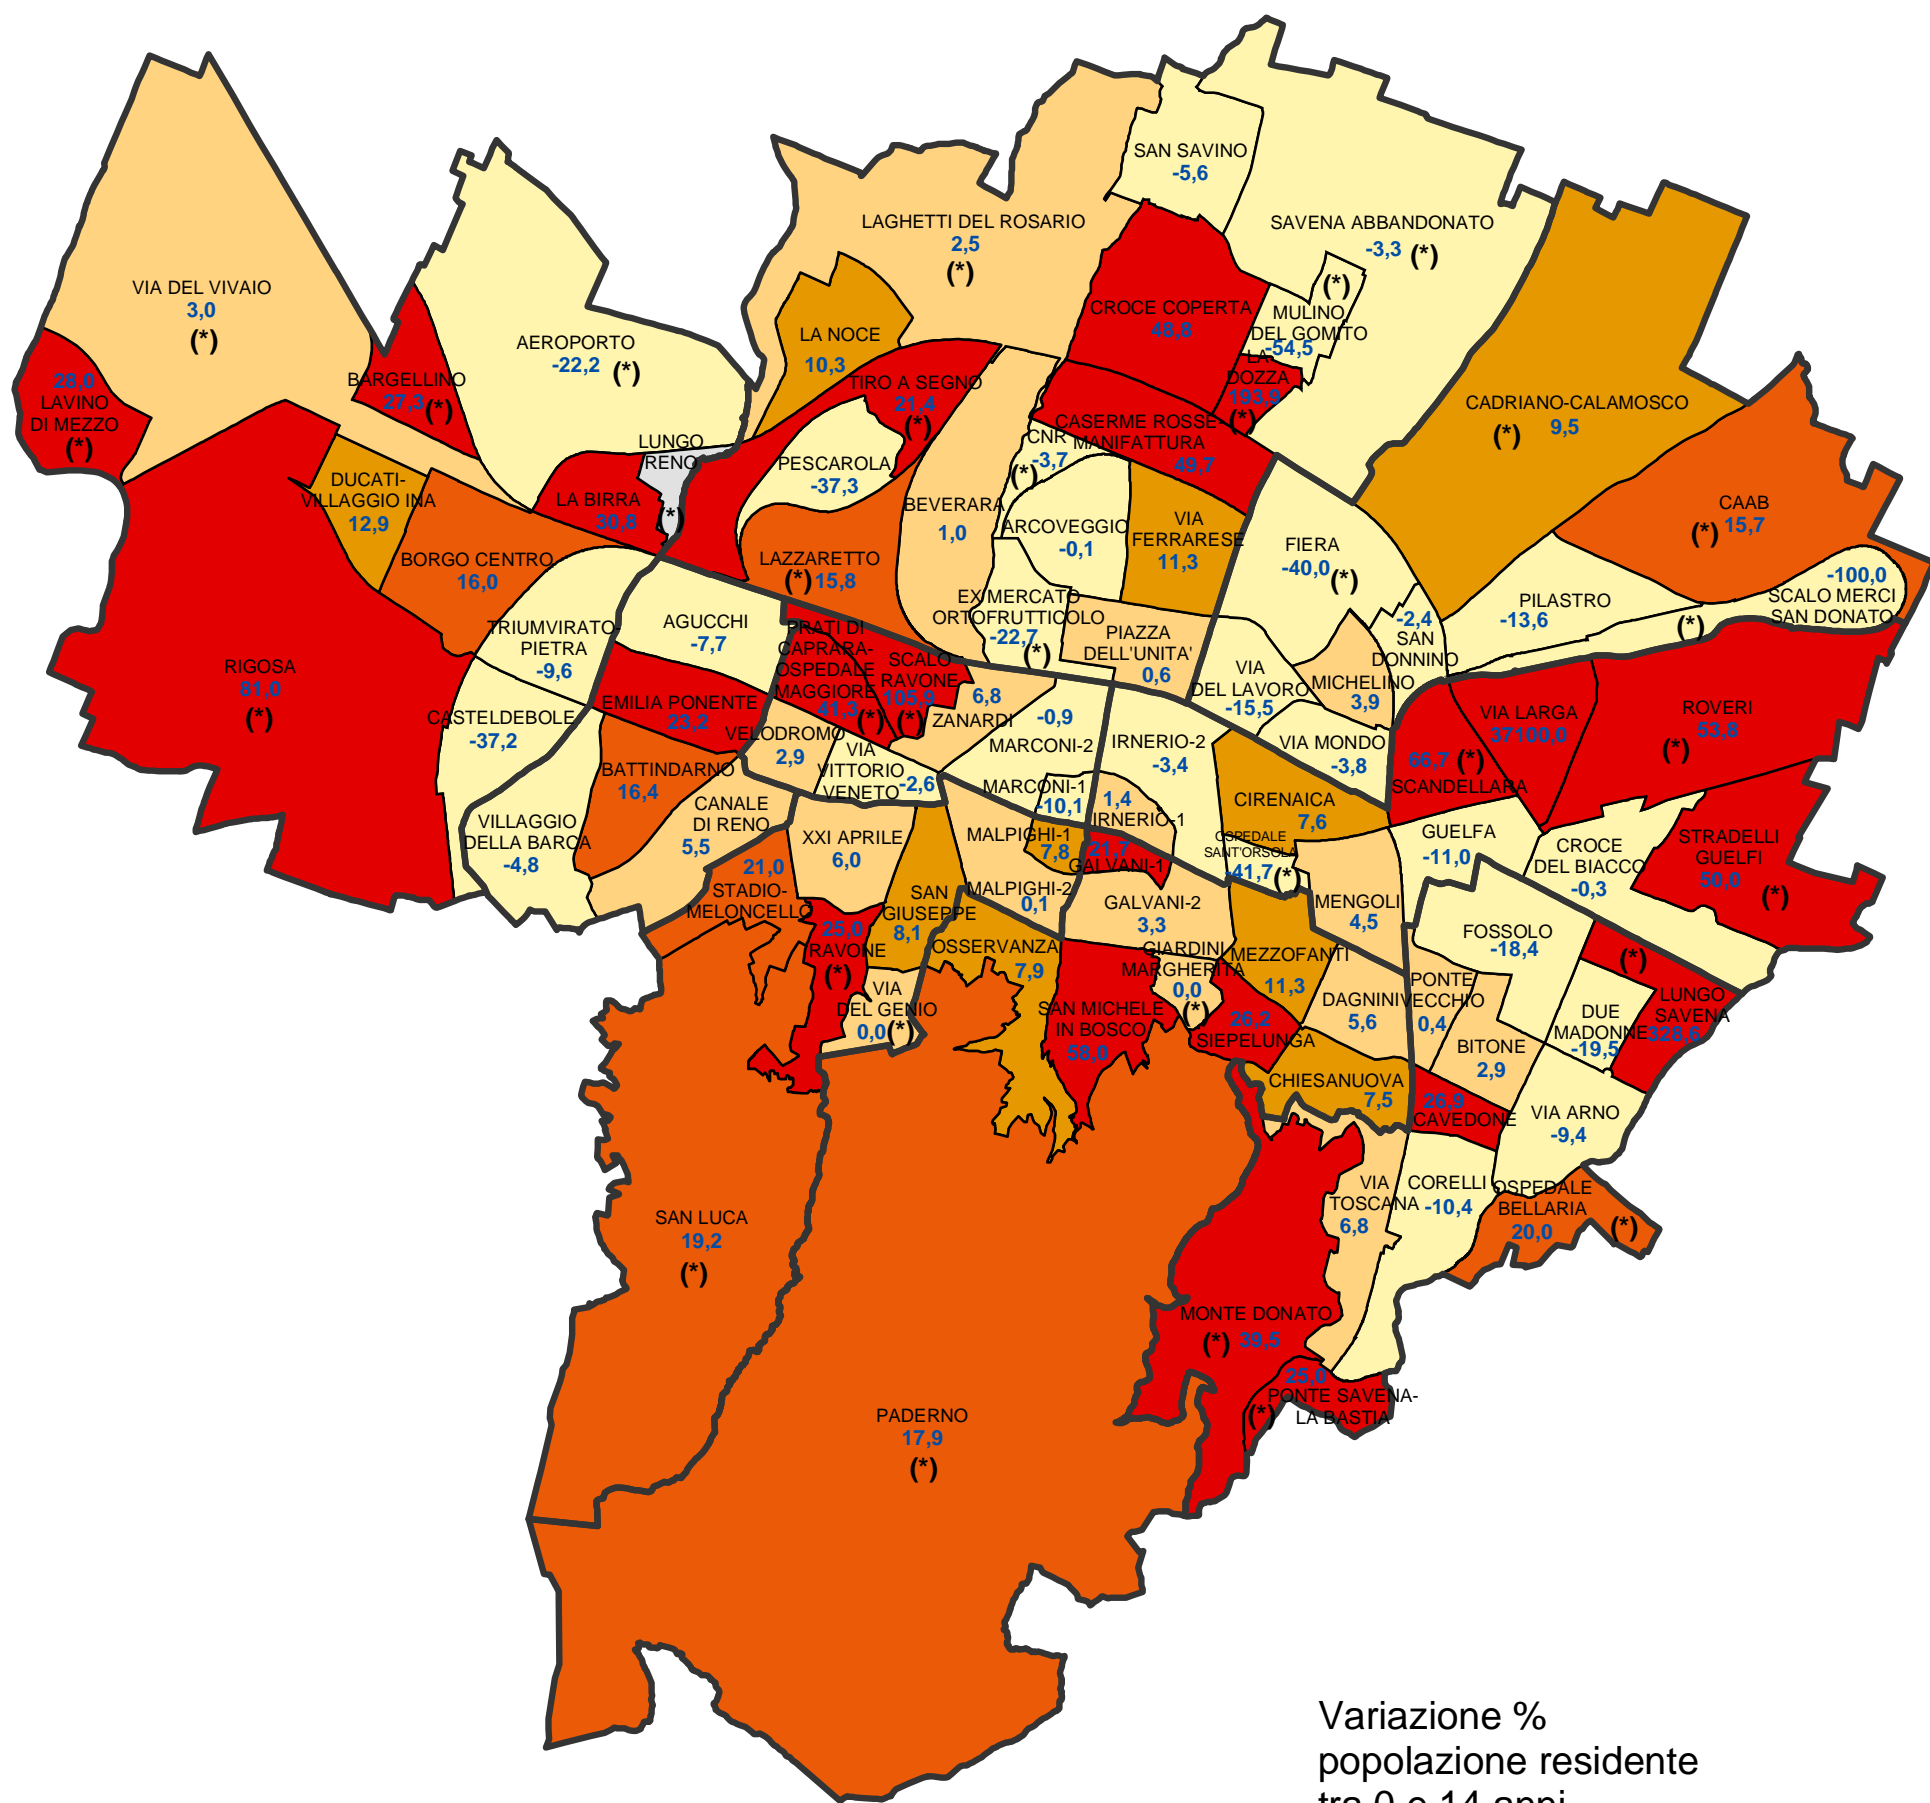 SAN SAVINO
-5,6
LAGHETTI DEL ROSARIO
2,5
(*)
SAVENA ABBANDONATO
-3,3 (*)
VIA DEL VIVAIO
3,0
(*)
AEROPORTO
-22,2 (*)
LA NOCE
10,3
CROCE COPERTA
48,8
(*)
MULINO
DEL GOMITO
-54,5
LA
DOZZA
193,9
(*)
28,0
LAVINO
DI MEZZO
(*)
BARGELLINO
27,3 (*)
TIRO A SEGNO
21,4
(*)
CADRIANO-CALAMOSCO
(*) 9,5
CASERME ROSSE-
MANIFATTURA
49,7
CNR
-3,7
(*)
LUNGO
RENO
(*)
PESCAROLA
-37,3
DUCATI-
VILLAGGIO INA
12,9
LA BIRRA
30,8
BEVERARA
1,0
ARCOVEGGIO
-0,1
VIA
FERRARESE
11,3
CAAB
(*) 15,7
FIERA
-40,0 (*)
BORGO CENTRO
16,0
LAZZARETTO
(*) 15,8
EX MERCATO
ORTOFRUTTICOLO
-22,7
(*)
-100,0
SCALO MERCI
SAN DONATO
(*)
PILASTRO
-13,6
-2,4
SAN
DONNINO
TRIUMVIRATO-
PIETRA
-9,6
AGUCCHI
-7,7
PRATI DI
CAPRARA-
OSPEDALE
MAGGIORE
41,3 (*)
SCALO
RAVONE
105,9
(*)
PIAZZA
DELL'UNITA'
0,6
VIA
DEL LAVORO
-15,5
MICHELINO
3,9
RIGOSA
81,0
(*)
EMILIA PONENTE
23,2
6,8
ZANARDI
-0,9
MARCONI-2
CASTELDEBOLE
-37,2
VELODROMO
2,9
VIA
VITTORIO
VENETO -2,6
IRNERIO-2
-3,4
VIA MONDO
-3,8
VIA LARGA
37100,0
ROVERI
53,8
(*)
66,7 (*)
SCANDELLARA
BATTINDARNO
16,4
MARCONI-1
-10,1
1,4
IRNERIO-1
CIRENAICA
7,6
CANALE
DI RENO
5,5
VILLAGGIO
DELLA BARCA
-4,8
XXI APRILE
6,0
MALPIGHI-1
7,8
21,7
GALVANI-1
OSPEDALE
SANT'ORSOLA
-41,7 (*)
GUELFA
-11,0
CROCE
DEL BIACCO
-0,3
STRADELLI
GUELFI
50,0
(*)
21,0
STADIO-
MELONCELLO
SAN
GIUSEPPE
8,1
MALPIGHI-2
0,1
GALVANI-2
3,3
MENGOLI
4,5
FOSSOLO
-18,4
25,0
RAVONE
(*)
OSSERVANZA
7,9
GIARDINI
MARGHERITA
0,0
(*)
MEZZOFANTI
11,3
(*)
LUNGO
SAVENA
328,6
VIA
DEL GENIO
0,0 (*)
SAN MICHELE
IN BOSCO
58,0
26,2
SIEPELUNGA
DAGNINI
5,6
PONTE
VECCHIO
0,4
DUE
MADONNE
-19,5
BITONE
2,9
CHIESANUOVA
7,5
26,9
CAVEDONE
VIA ARNO
-9,4
VIA
TOSCANA
6,8
CORELLI
-10,4
OSPEDALE
BELLARIA
20,0 (*)
SAN LUCA
19,2
(*)
MONTE DONATO
(*) 39,5
25,0
PONTE SAVENA-
LA BASTIA
(*)
PADERNO
17,9
(*)
Variazione %
popolazione residente
tra 0 e 14 anni